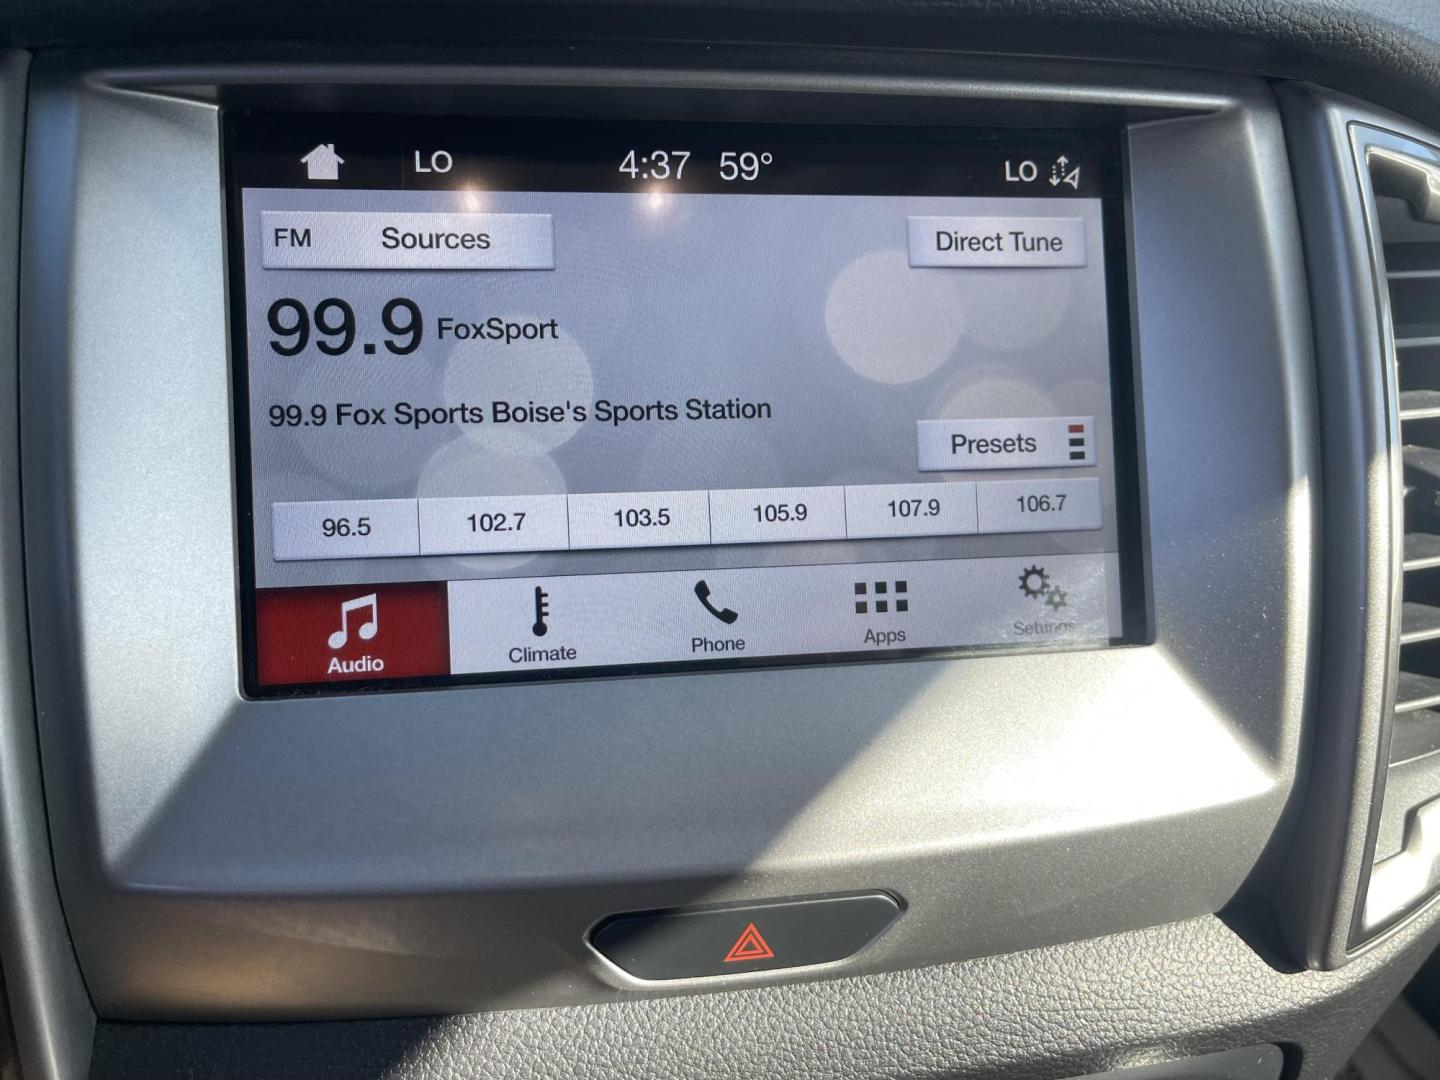 LO 4:37 59° LO
FM Sources Direct Tune
99.9 FoxSport
99.9 Fox Sports Boise's Sports Station
Presets
96.5 102.7 103.5 105.9 107.9 106.7
Audio Climate Phone Apps Settings